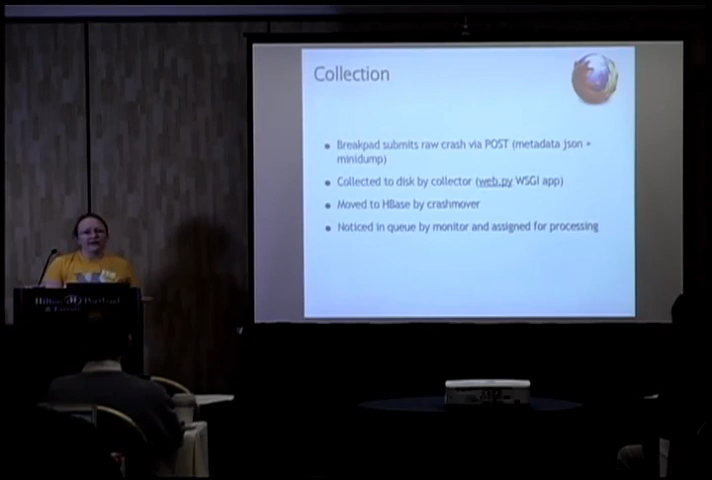 Collection
Breakpad submits raw crash via POST (metadata json +
minidump)
Collected to disk by collector (web.py WSGI app)
Moved to HBase by crashmover
Noticed in queue by monitor and assigned for processing
Hilton Portland